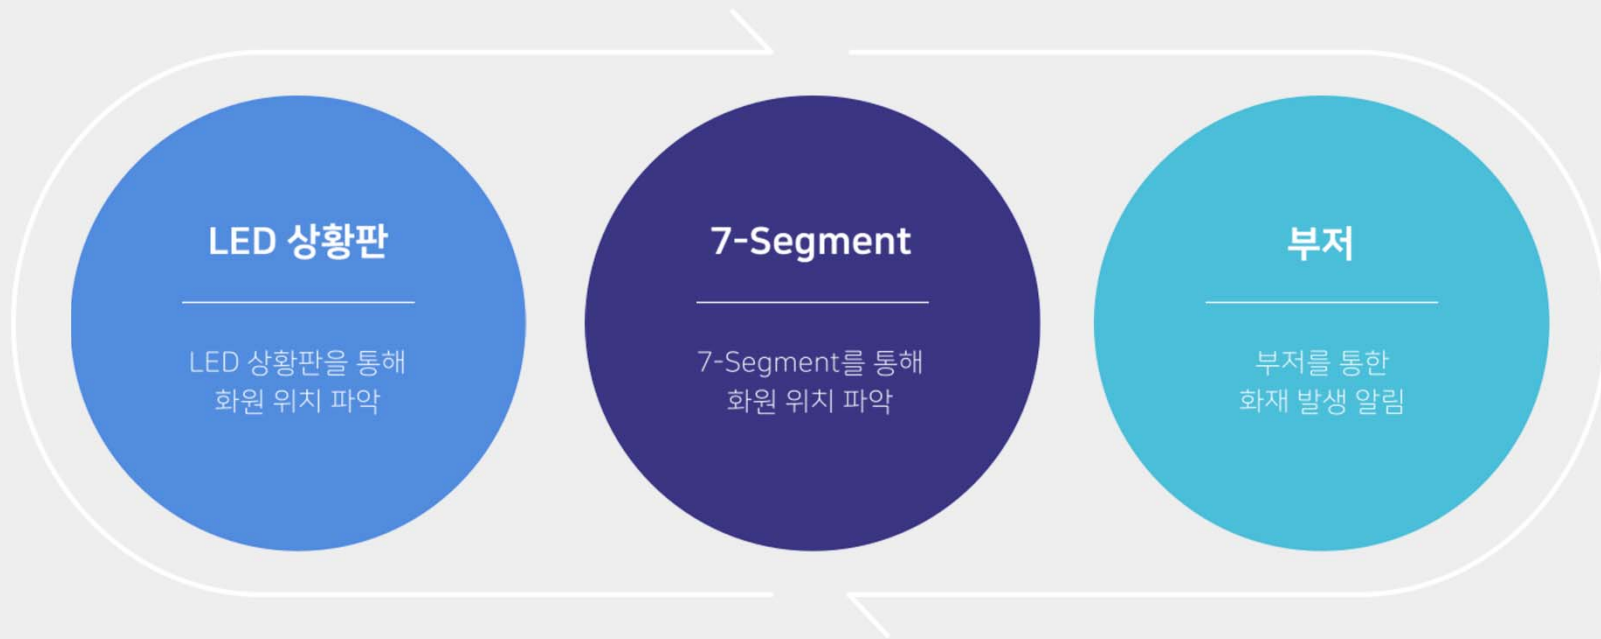 LED 상황판
LED 상황판을 통해
화원 위치 파악
7-Segment
7-Segment를 통해
화원 위치 파악
부저
부저를 통한
화재 발생 알림